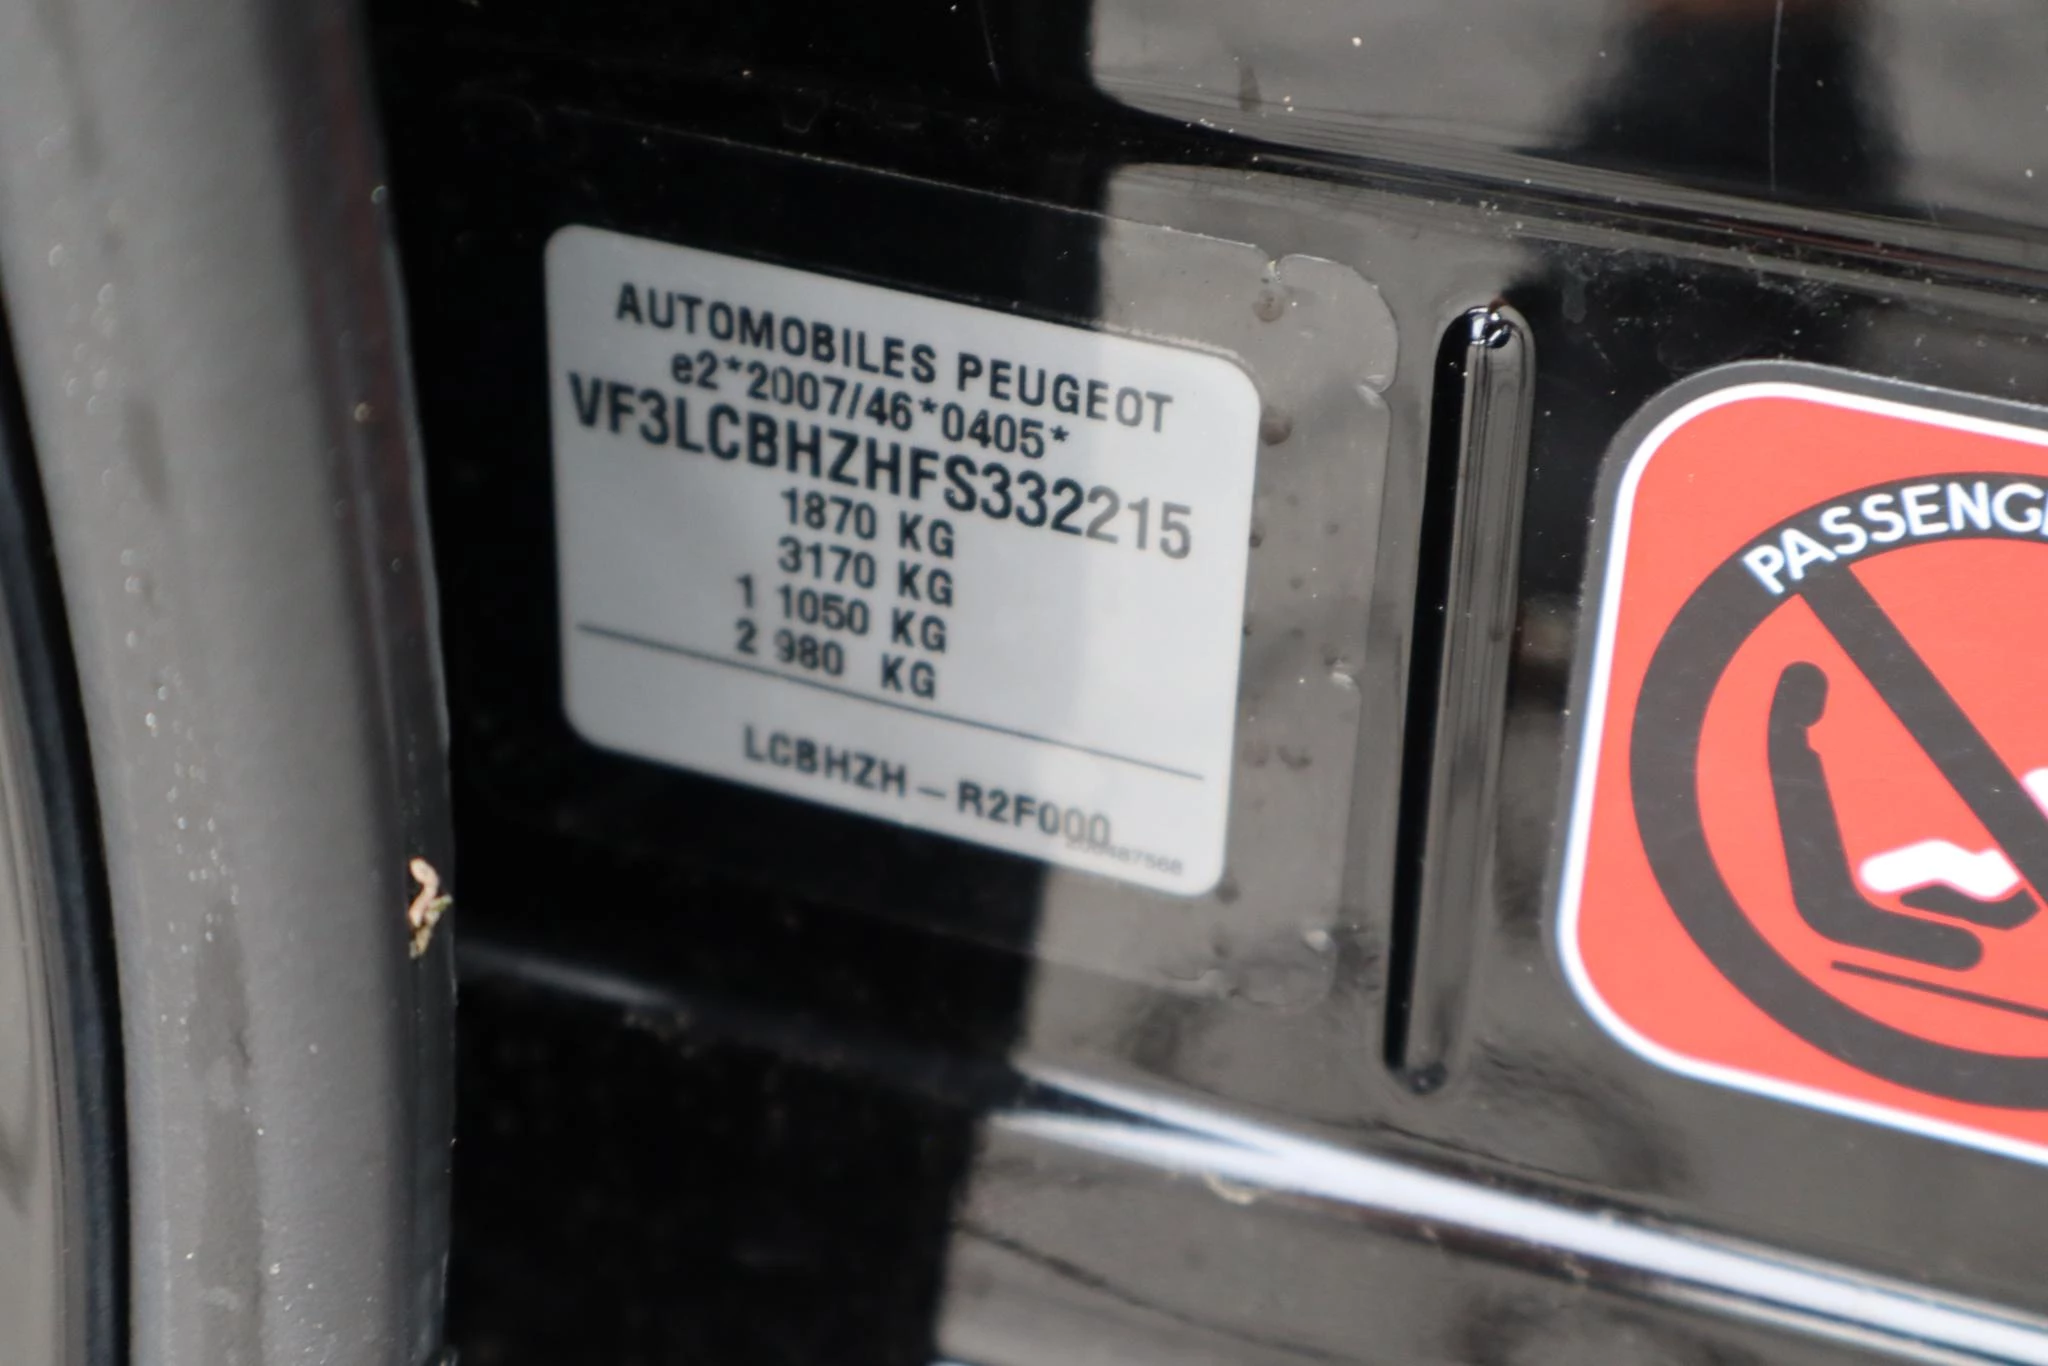 AUTOMOBILES PEUGEOT
e2*2007/46*0405*
VF3LCBHZHFS332215
1870 KG
3170 KG
1 1050 KG
2 980 KG
LCBHZH – R2F000
PASSENG